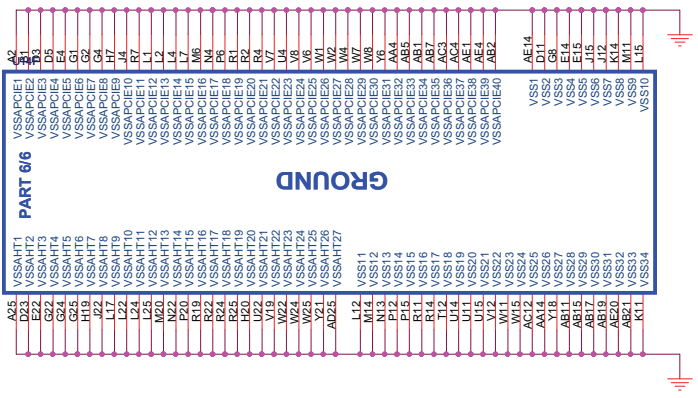 A2 B1 D3 D5 E4 G1 G2 G4 H7 J4 R7 L1 L2 L4 L7 M6 N4 P6 R1 R2 R4 V7 U4 V8 V6 W1 W2 W4 W7 W8 Y6 AA4 AB5 AB1 AB7 AC3 AC4 AE1 AE4 AB2 AE14 D11 G8 E14 E15 J15 J12 K14 M11 L15
VSSAPCIE1 VSSAPCIE2 VSSAPCIE3 VSSAPCIE4 VSSAPCIE5 VSSAPCIE6 VSSAPCIE7 VSSAPCIE8 VSSAPCIE9 VSSAPCIE10 VSSAPCIE11 VSSAPCIE12 VSSAPCIE13 VSSAPCIE14 VSSAPCIE15 VSSAPCIE16 VSSAPCIE17 VSSAPCIE18 VSSAPCIE19 VSSAPCIE20 VSSAPCIE21 VSSAPCIE22 VSSAPCIE23 VSSAPCIE24 VSSAPCIE25 VSSAPCIE26 VSSAPCIE27 VSSAPCIE28 VSSAPCIE29 VSSAPCIE30 VSSAPCIE31 VSSAPCIE32 VSSAPCIE33 VSSAPCIE34 VSSAPCIE35 VSSAPCIE36 VSSAPCIE37 VSSAPCIE38 VSSAPCIE39 VSSAPCIE40 VSS1 VSS2 VSS3 VSS4 VSS5 VSS6 VSS7 VSS8 VSS9 VSS10
PART 6/6
GROUND
VSSAHT1 VSSAHT2 VSSAHT3 VSSAHT4 VSSAHT5 VSSAHT6 VSSAHT7 VSSAHT8 VSSAHT9 VSSAHT10 VSSAHT11 VSSAHT12 VSSAHT13 VSSAHT14 VSSAHT15 VSSAHT16 VSSAHT17 VSSAHT18 VSSAHT19 VSSAHT20 VSSAHT21 VSSAHT22 VSSAHT23 VSSAHT24 VSSAHT25 VSSAHT26 VSSAHT27 VSS11 VSS12 VSS13 VSS14 VSS15 VSS16 VSS17 VSS18 VSS19 VSS20 VSS21 VSS22 VSS23 VSS24 VSS25 VSS26 VSS27 VSS28 VSS29 VSS30 VSS31 VSS32 VSS33 VSS34
A25 D23 E22 G22 G24 G25 H19 J22 L17 L22 L24 L25 M20 N22 P20 R19 R22 R24 R25 H20 U22 V19 W22 W24 W25 Y21 AD25 L12 M14 N13 P12 P15 R11 R14 T12 U14 U11 U15 V12 W11 W15 AC12 AA14 Y18 AB11 AB15 AB17 AB19 AE20 AB21 K11